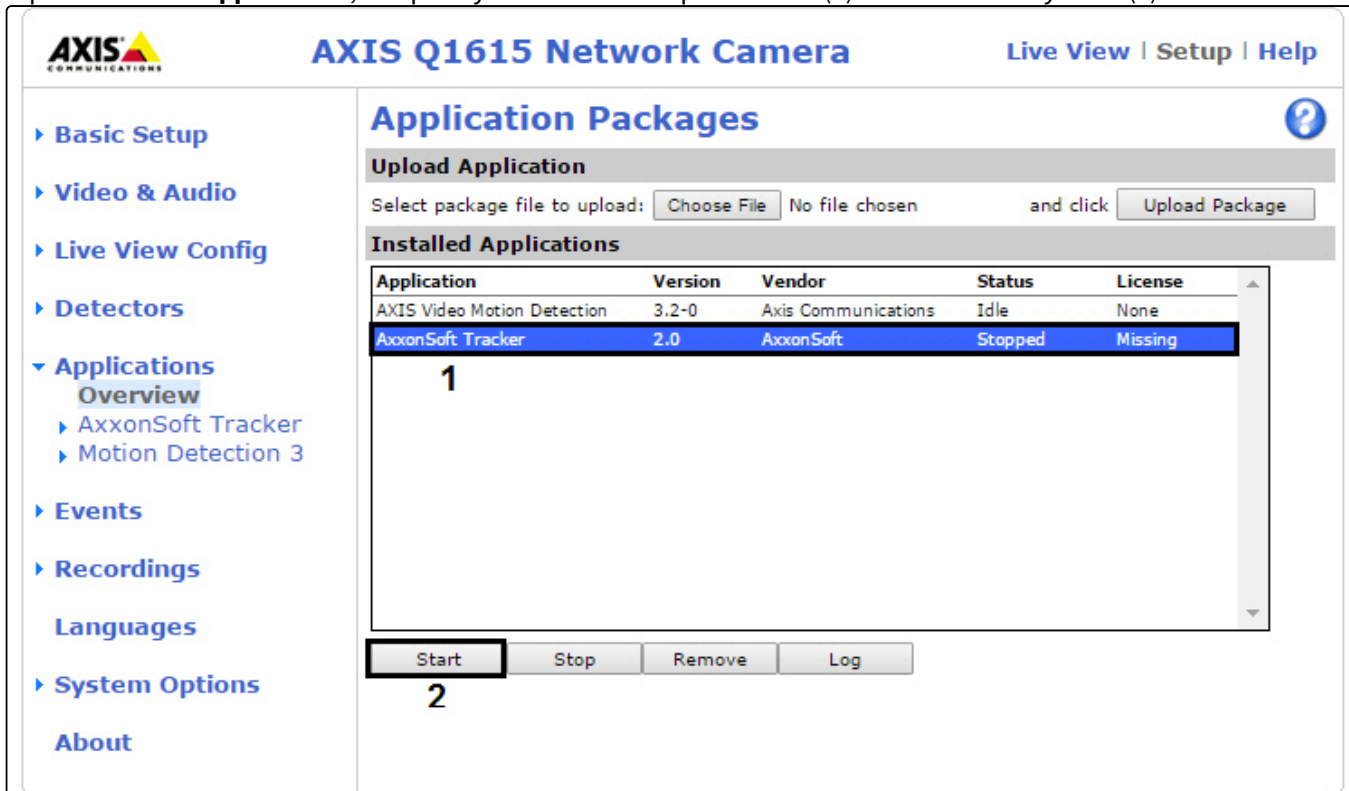 AXIS COMMUNICATIONS
AXIS Q1615 Network Camera
Live View | Setup | Help
Basic Setup
Video & Audio
Live View Config
Detectors
Applications
Overview
AxxonSoft Tracker
Motion Detection 3
Events
Recordings
Languages
System Options
About
Application Packages
?
Upload Application
Select package file to upload: Choose File No file chosen and click Upload Package
Installed Applications
Application Version Vendor Status License
AXIS Video Motion Detection 3.2-0 Axis Communications Idle None
AxxonSoft Tracker 2.0 AxxonSoft Stopped Missing
1
Start Stop Remove Log
2